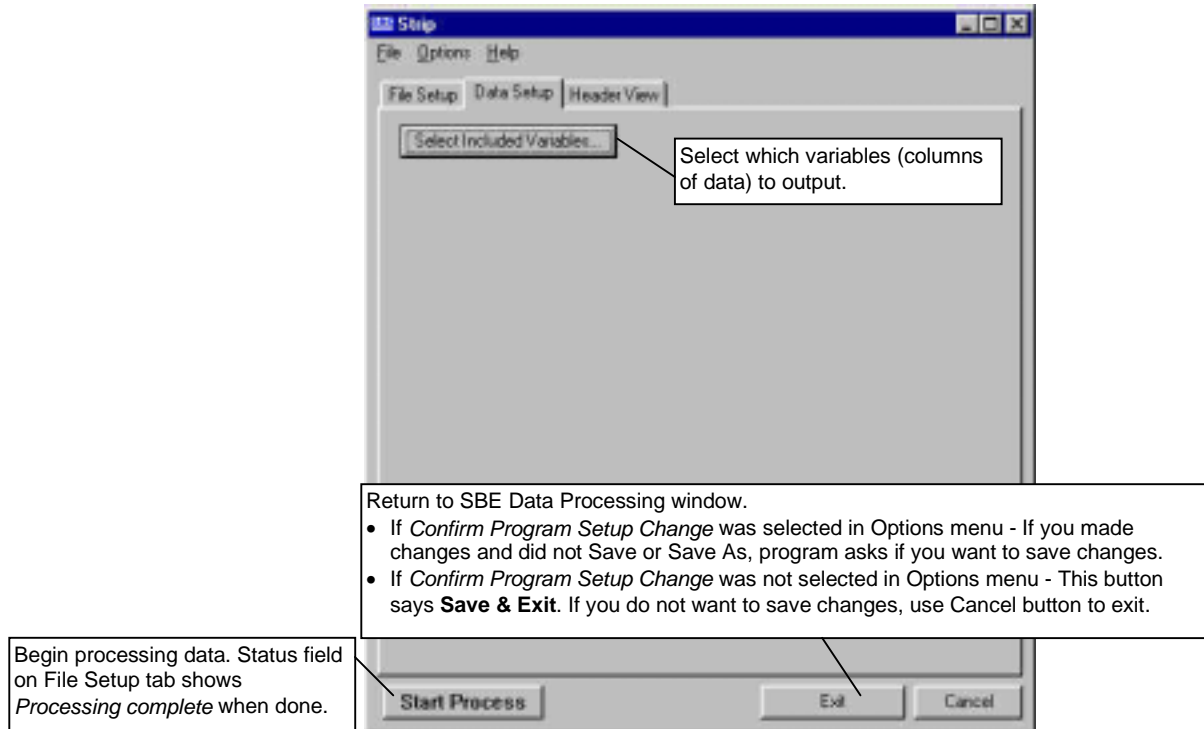 Strip
File Options Help
File Setup Data Setup Header View
Select Included Variables...
Select which variables (columns
of data) to output.
Return to SBE Data Processing window.
• If Confirm Program Setup Change was selected in Options menu - If you made
changes and did not Save or Save As, program asks if you want to save changes.
• If Confirm Program Setup Change was not selected in Options menu - This button
says Save & Exit. If you do not want to save changes, use Cancel button to exit.
Begin processing data. Status field
on File Setup tab shows
Processing complete when done.
Start Process Exit Cancel